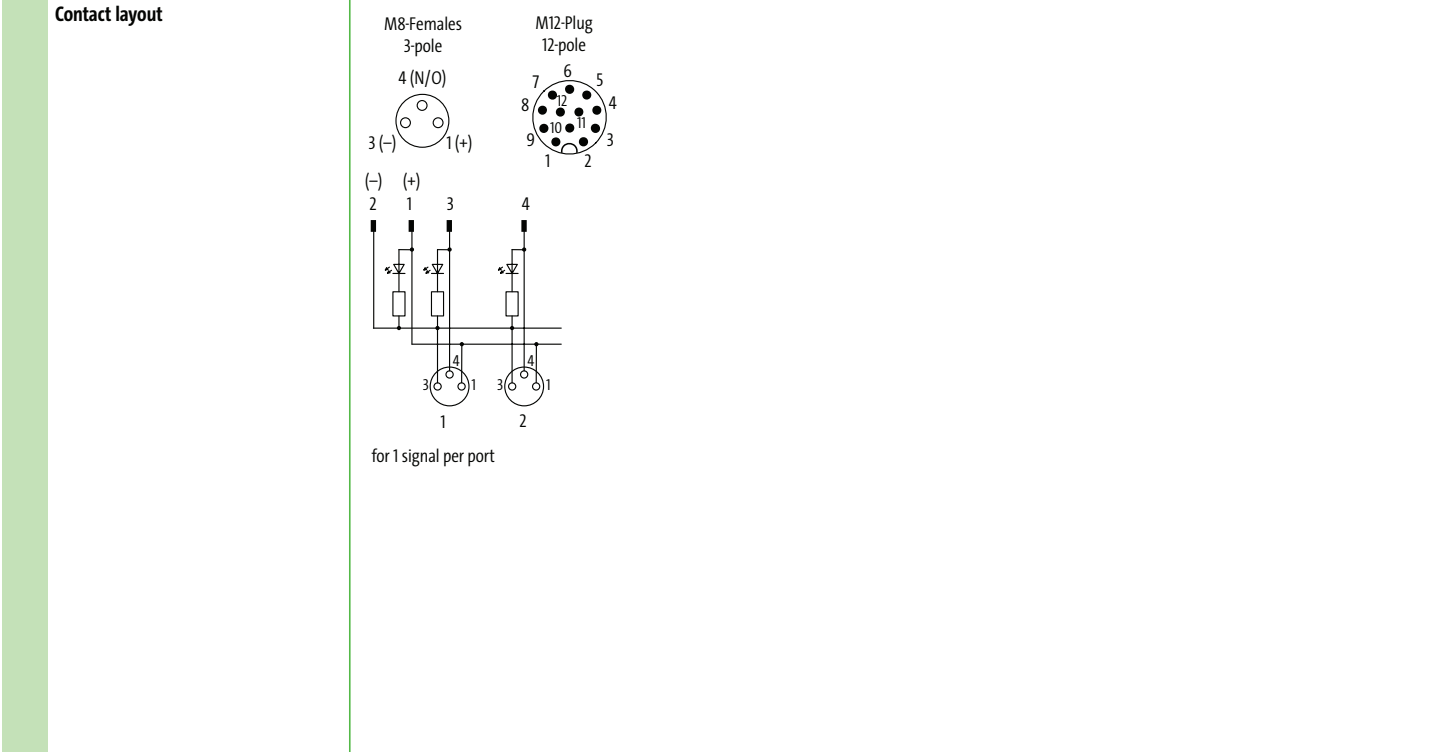 Contact layout
M8-Females
3-pole
M12-Plug
12-pole
4 (N/O)
3 (–)
1 (+)
6
7
5
12
8
4
11
10
9
3
1
2
(–) (+)
2 1 3 4
4 4
3 1 3 1
1 2
for 1 signal per port